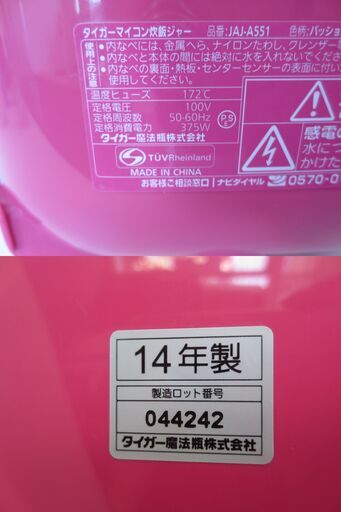 タイガーマイコン炊飯ジャー 品番:JAJ-A551 色柄:パッショ
使用上の注意
●内なべには、金属へら、ナイロンたわし、クレンザー
●内なべと本体の間には絶対に水を入れないでください
●内なべの裏面・熱板・センターセンサーの表面に付い
温度ヒューズ 172℃
定格電圧 100V
定格周波数 50-60Hz
定格消費電力 375W
タイガー魔法瓶株式会社
PSE
TÜVRheinland
MADE IN CHINA
感電の
水につ
かけた
お客様ご相談窓口 ナビダイヤル 0570-0
14年製
製造ロット番号
044242
タイガー魔法瓶株式会社